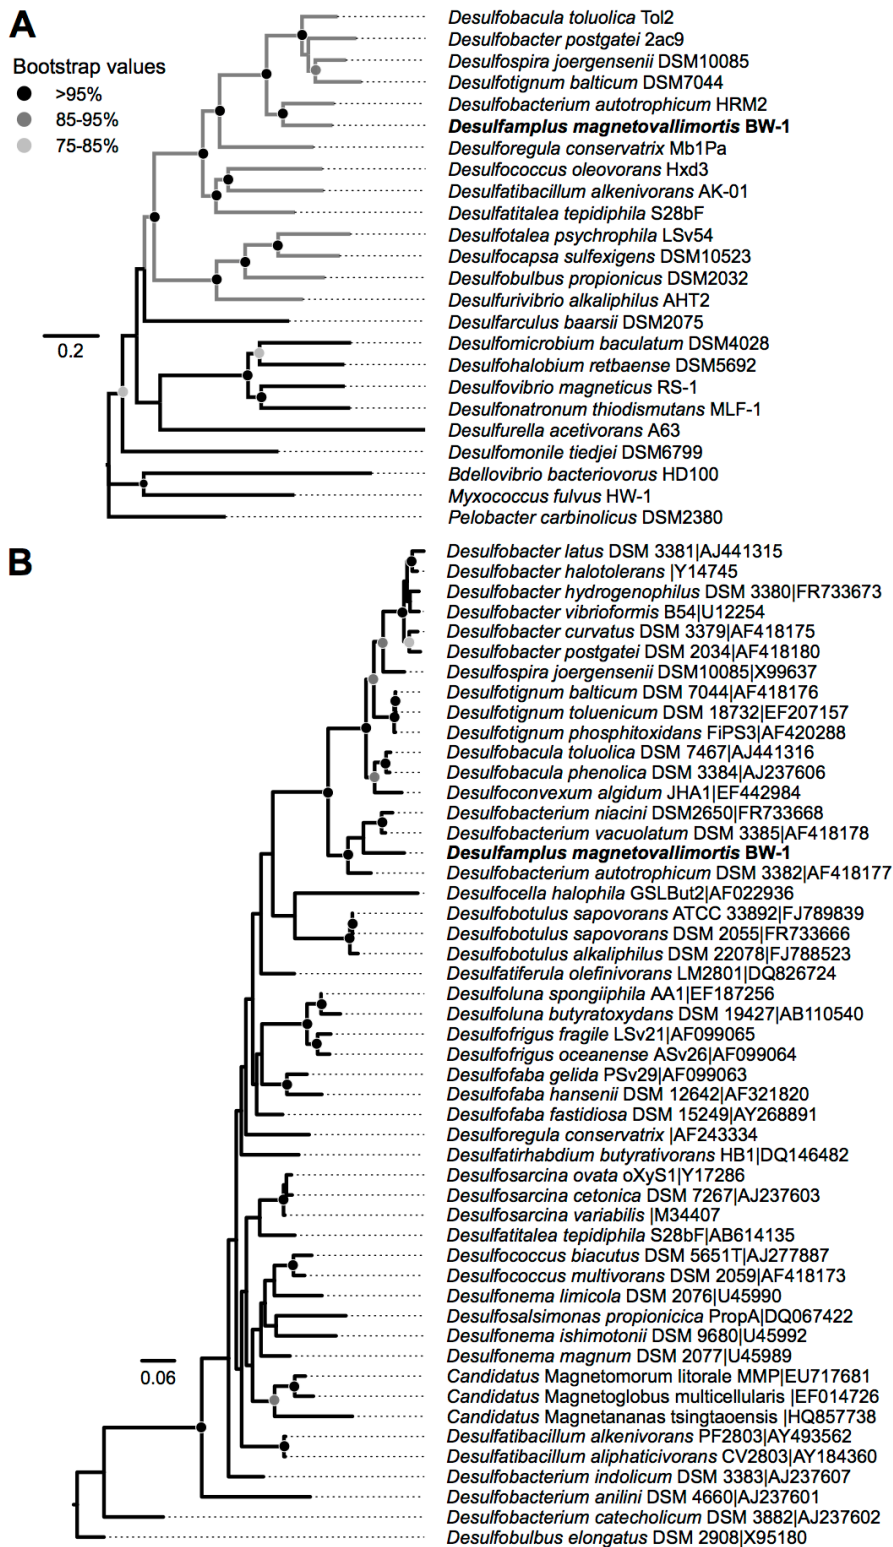 A
Bootstrap values
>95%
85-95%
75-85%
Desulfobacula toluolica Tol2
Desulfobacter postgatei 2ac9
Desulfospira joergensenii DSM10085
Desulfotignum balticum DSM7044
Desulfobacterium autotrophicum HRM2
Desulfamplus magnetovallimortis BW-1
Desulforegula conservatrix Mb1Pa
Desulfococcus oleovorans Hxd3
Desulfatibacillum alkenivorans AK-01
Desulfatitalea tepidiphila S28bF
Desulfotalea psychrophila LSv54
Desulfocapsa sulfexigens DSM10523
Desulfobulbus propionicus DSM2032
Desulfurivibrio alkaliphilus AHT2
Desulfarculus baarsii DSM2075
Desulfomicrobium baculatum DSM4028
Desulfohalobium retbaense DSM5692
Desulfovibrio magneticus RS-1
Desulfonatronum thiodismutans MLF-1
Desulfurella acetivorans A63
Desulfomonile tiedjei DSM6799
Bdellovibrio bacteriovorus HD100
Myxococcus fulvus HW-1
Pelobacter carbinolicus DSM2380
0.2
B
Desulfobacter latus DSM 3381|AJ441315
Desulfobacter halotolerans |Y14745
Desulfobacter hydrogenophilus DSM 3380|FR733673
Desulfobacter vibrioformis B54|U12254
Desulfobacter curvatus DSM 3379|AF418175
Desulfobacter postgatei DSM 2034|AF418180
Desulfospira joergensenii DSM10085|X99637
Desulfotignum balticum DSM 7044|AF418176
Desulfotignum toluenicum DSM 18732|EF207157
Desulfotignum phosphitoxidans FiPS3|AF420288
Desulfobacula toluolica DSM 7467|AJ441316
Desulfobacula phenolica DSM 3384|AJ237606
Desulfoconvexum algidum JHA1|EF442984
Desulfobacterium niacini DSM2650|FR733668
Desulfobacterium vacuolatum DSM 3385|AF418178
Desulfamplus magnetovallimortis BW-1
Desulfobacterium autotrophicum DSM 3382|AF418177
Desulfocella halophila GSLBut2|AF022936
Desulfobotulus sapovorans ATCC 33892|FJ789839
Desulfobotulus sapovorans DSM 2055|FR733666
Desulfobotulus alkaliphilus DSM 22078|FJ788523
Desulfatiferula olefinivorans LM2801|DQ826724
Desulfoluna spongiiphila AA1|EF187256
Desulfoluna butyratoxydans DSM 19427|AB110540
Desulfofrigus fragile LSv21|AF099065
Desulfofrigus oceanense ASv26|AF099064
Desulfofaba gelida PSv29|AF099063
Desulfofaba hansenii DSM 12642|AF321820
Desulfofaba fastidiosa DSM 15249|AY268891
Desulforegula conservatrix |AF243334
Desulfatirhabdium butyrativorans HB1|DQ146482
Desulfosarcina ovata oXyS1|Y17286
Desulfosarcina cetonica DSM 7267|AJ237603
Desulfosarcina variabilis |M34407
Desulfatitalea tepidiphila S28bF|AB614135
Desulfococcus biacutus DSM 5651T|AJ277887
Desulfococcus multivorans DSM 2059|AF418173
Desulfonema limicola DSM 2076|U45990
Desulfosalsimonas propionicica PropA|DQ067422
Desulfonema ishimotonii DSM 9680|U45992
Desulfonema magnum DSM 2077|U45989
Candidatus Magnetomorum litorale MMP|EU717681
Candidatus Magnetoglobus multicellularis |EF014726
Candidatus Magnetananas tsingtaoensis |HQ857738
Desulfatibacillum alkenivorans PF2803|AY493562
Desulfatibacillum aliphaticivorans CV2803|AY184360
Desulfobacterium indolicum DSM 3383|AJ237607
Desulfobacterium anilini DSM 4660|AJ237601
Desulfobacterium catecholicum DSM 3882|AJ237602
Desulfobulbus elongatus DSM 2908|X95180
0.06